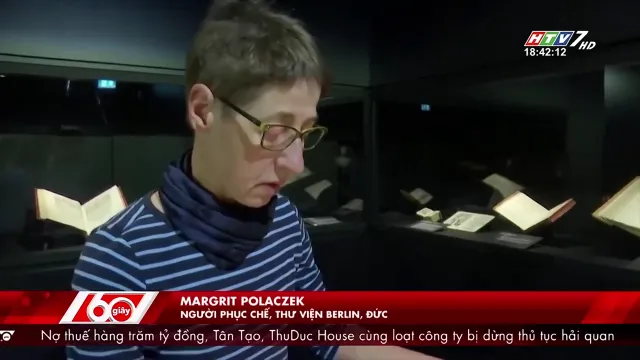 HTV7 HD
18:42:12
60 giây
MARGRIT POLACZEK
NGƯỜI PHỤC CHẾ, THƯ VIỆN BERLIN, ĐỨC
Nợ thuế hàng trăm tỷ đồng, Tân Tạo, ThuDuc House cùng loạt công ty bị dừng thủ tục hải quan